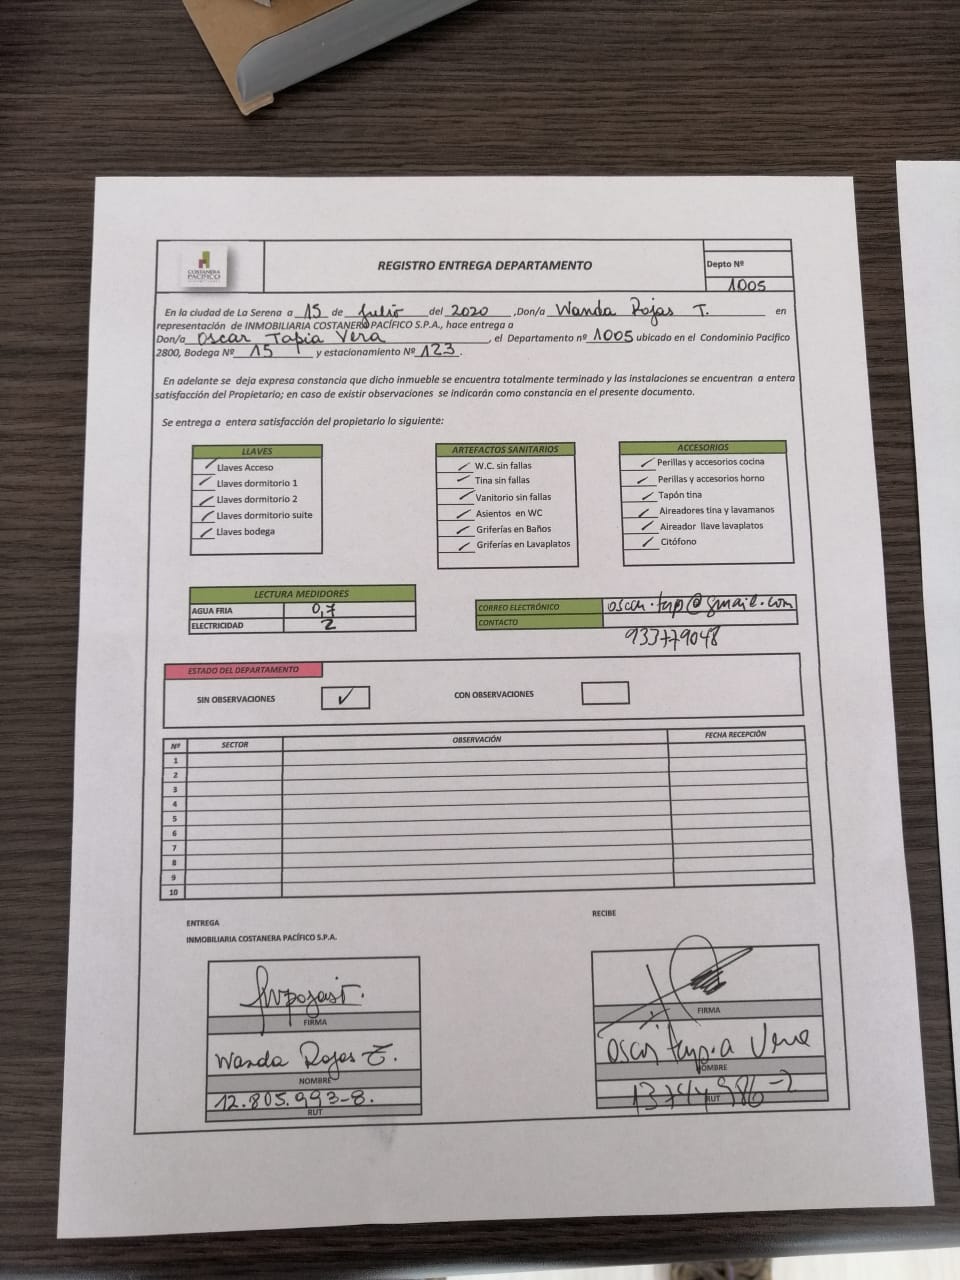 COSTANERA
PACÍFICO
REGISTRO ENTREGA DEPARTAMENTO
Depto Nº
1005
En la ciudad de La Serena a 15 de Julio del 2020 ,Don/a Wanda Rojas T. en
representación de INMOBILIARIA COSTANERA PACÍFICO S.P.A., hace entrega a
Don/a Oscar Tapia Vera , el Departamento nº 1005 ubicado en el Condominio Pacifico
2800, Bodega Nº 15 y estacionamiento Nº 123.
En adelante se deja expresa constancia que dicho inmueble se encuentra totalmente terminado y las instalaciones se encuentran a entera
satisfacción del Propietario; en caso de existir observaciones se indicarán como constancia en el presente documento.
Se entrega a entera satisfacción del propietario lo siguiente:
LLAVES
Llaves Acceso
Llaves dormitorio 1
Llaves dormitorio 2
Llaves dormitorio suite
Llaves bodega
ARTEFACTOS SANITARIOS
W.C. sin fallas
Tina sin fallas
Vanitorio sin fallas
Asientos en WC
Griferías en Baños
Griferías en Lavaplatos
ACCESORIOS
Perillas y accesorios cocina
Perillas y accesorios horno
Tapón tina
Aireadores tina y lavamanos
Aireador llave lavaplatos
Citófono
LECTURA MEDIDORES
AGUA FRIA 0,7
ELECTRICIDAD 2
CORREO ELECTRÓNICO
CONTACTO
933779048
ESTADO DEL DEPARTAMENTO
SIN OBSERVACIONES ✓ CON OBSERVACIONES
Nº SECTOR OBSERVACIÓN FECHA RECEPCIÓN
1
2
3
4
5
6
7
8
9
10
ENTREGA
INMOBILIARIA COSTANERA PACÍFICO S.P.A.
FIRMA
Wanda Rojas T.
NOMBRE
12.805.993-8.
RUT
RECIBE
FIRMA
Oscar Tapia Vera
NOMBRE
RUT